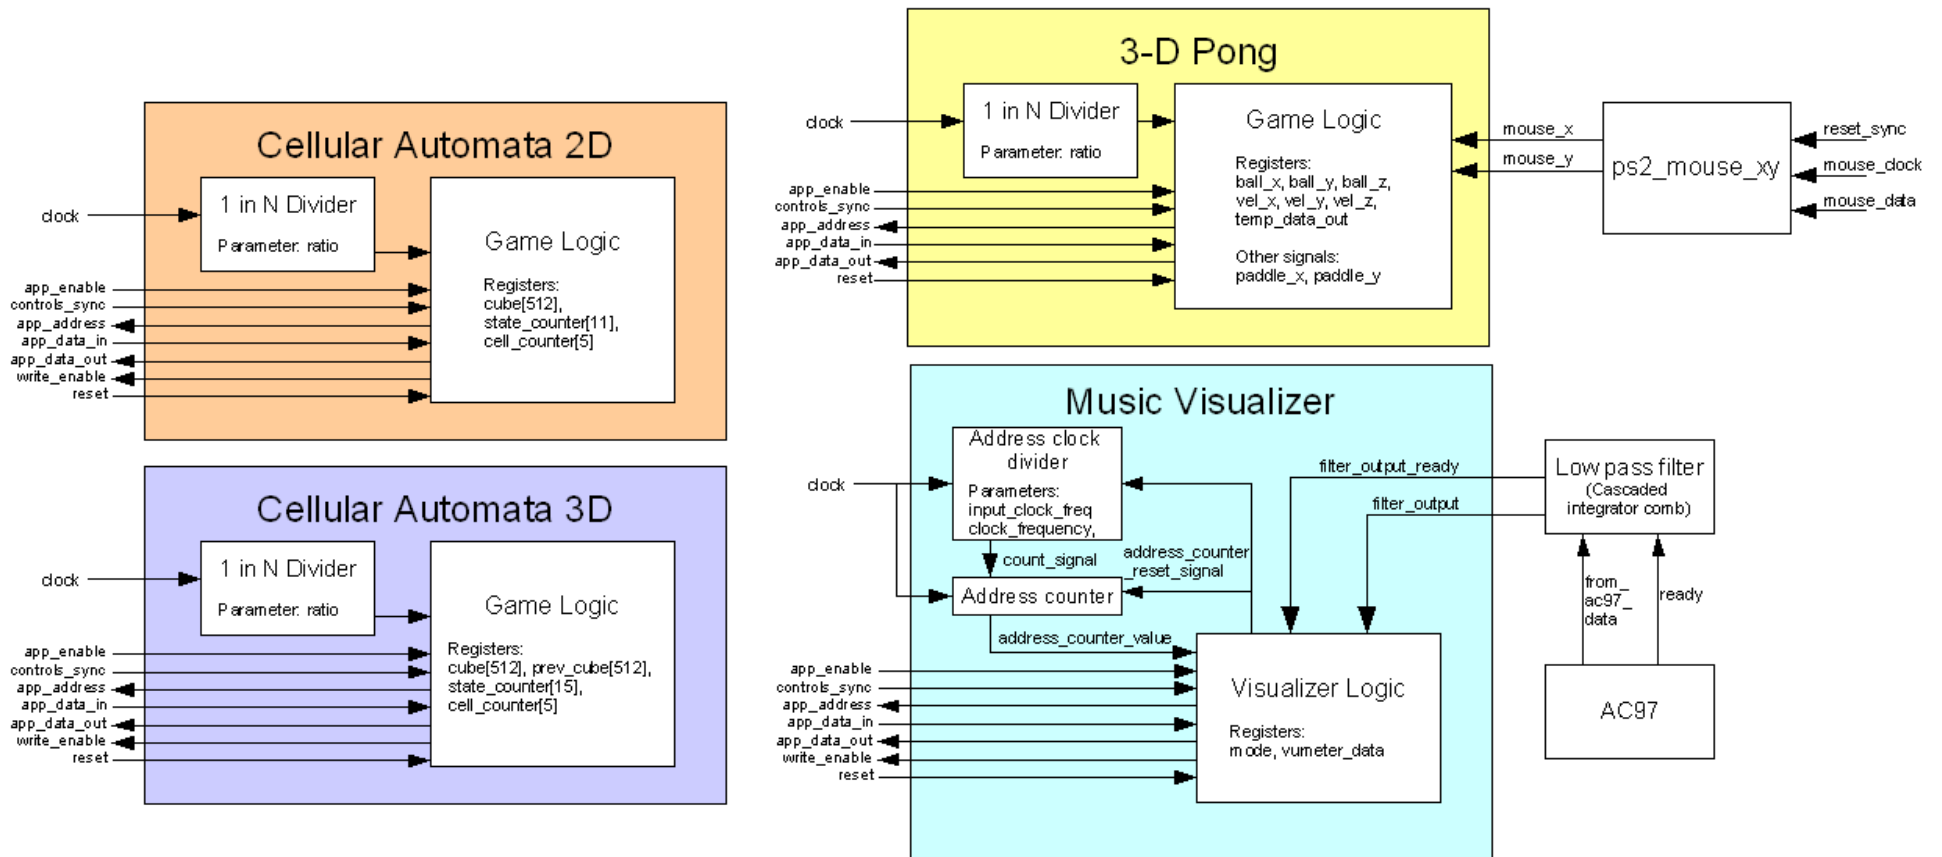 Cellular Automata 2D
1 in N Divider
Parameter: ratio
clock
Game Logic
Registers:
cube[512],
state_counter[11],
cell_counter[5]
app_enable
controls_sync
app_address
app_data_in
app_data_out
write_enable
reset
Cellular Automata 3D
1 in N Divider
Parameter: ratio
clock
Game Logic
Registers:
cube[512], prev_cube[512],
state_counter[15],
cell_counter[5]
app_enable
controls_sync
app_address
app_data_in
app_data_out
write_enable
reset
3-D Pong
1 in N Divider
Parameter: ratio
clock
Game Logic
Registers:
ball_x, ball_y, ball_z,
vel_x, vel_y, vel_z,
temp_data_out
Other signals:
paddle_x, paddle_y
app_enable
controls_sync
app_address
app_data_in
app_data_out
reset
mouse_x
mouse_y
ps2_mouse_xy
reset_sync
mouse_clock
mouse_data
Music Visualizer
Address clock
divider
Parameters:
input_clock_freq
clock_frequency,
clock
count_signal
address_counter
_reset_signal
Address counter
address_counter_value
app_enable
controls_sync
app_address
app_data_in
app_data_out
write_enable
reset
Visualizer Logic
Registers:
mode, vumeter_data
filter_output_ready
filter_output
Low pass filter
(Cascaded
integrator comb)
from_
ac97_
data
ready
AC97